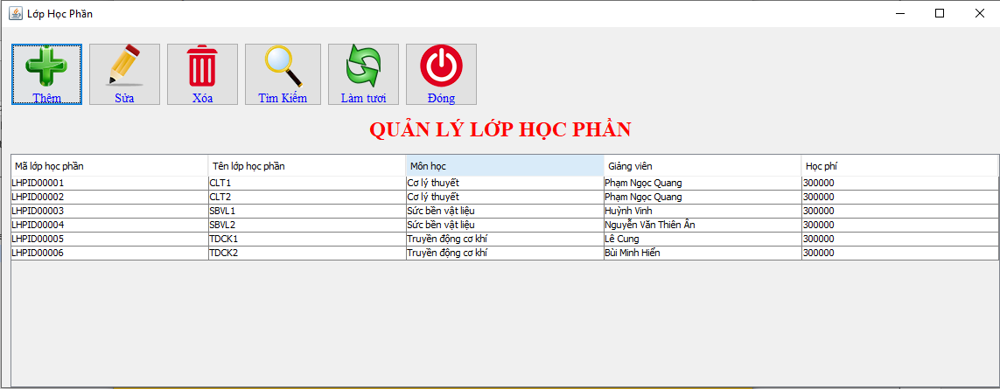 Lớp Học Phần
Thêm Sửa Xóa Tìm Kiếm Làm tươi Đóng
QUẢN LÝ LỚP HỌC PHẦN
Mã lớp học phần Tên lớp học phần Môn học Giảng viên Học phí
LHPID00001 CLT1 Cơ lý thuyết Phạm Ngọc Quang 300000
LHPID00002 CLT2 Cơ lý thuyết Phạm Ngọc Quang 300000
LHPID00003 SBVL1 Sức bền vật liệu Huỳnh Vinh 300000
LHPID00004 SBVL2 Sức bền vật liệu Nguyễn Văn Thiên Ân 300000
LHPID00005 TDCK1 Truyền động cơ khí Lê Cung 300000
LHPID00006 TDCK2 Truyền động cơ khí Bùi Minh Hiển 300000